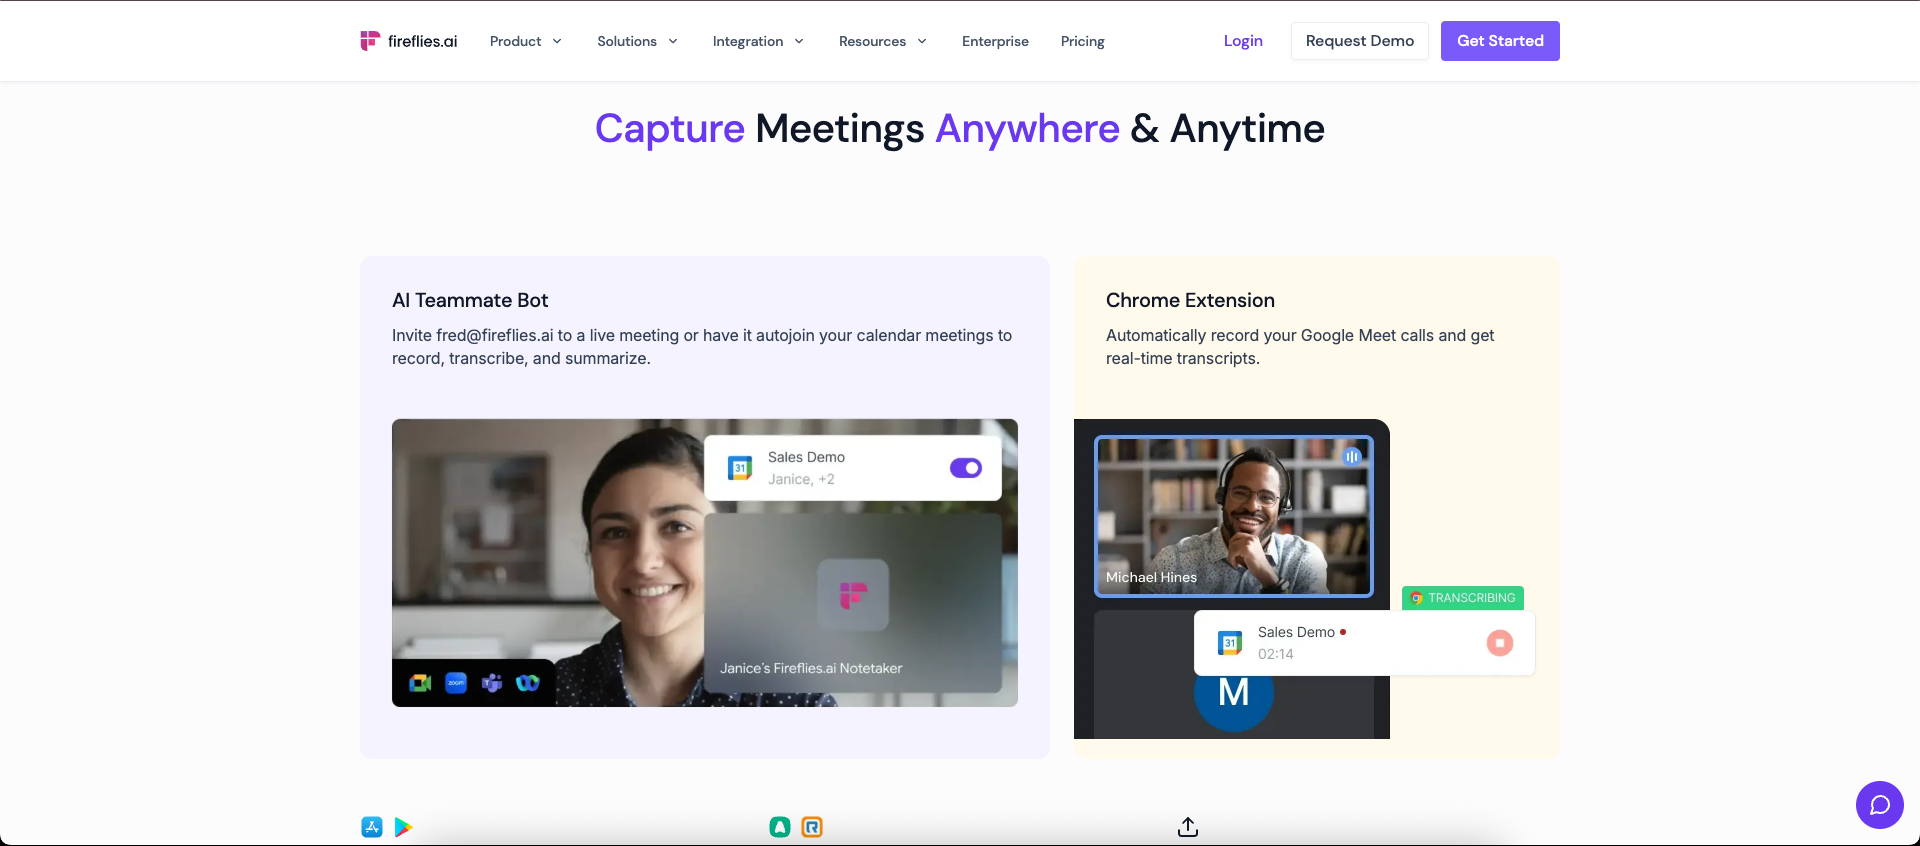 fireflies.ai
Product
Solutions
Integration
Resources
Enterprise
Pricing
Login
Request Demo
Get Started
Capture Meetings Anywhere & Anytime
AI Teammate Bot
Invite fred@fireflies.ai to a live meeting or have it autojoin your calendar meetings to
record, transcribe, and summarize.
31
Sales Demo
Janice, +2
Janice's Fireflies.ai Notetaker
zoom
T
Chrome Extension
Automatically record your Google Meet calls and get
real-time transcripts.
Michael Hines
TRANSCRIBING
31
Sales Demo
02:14
M
R